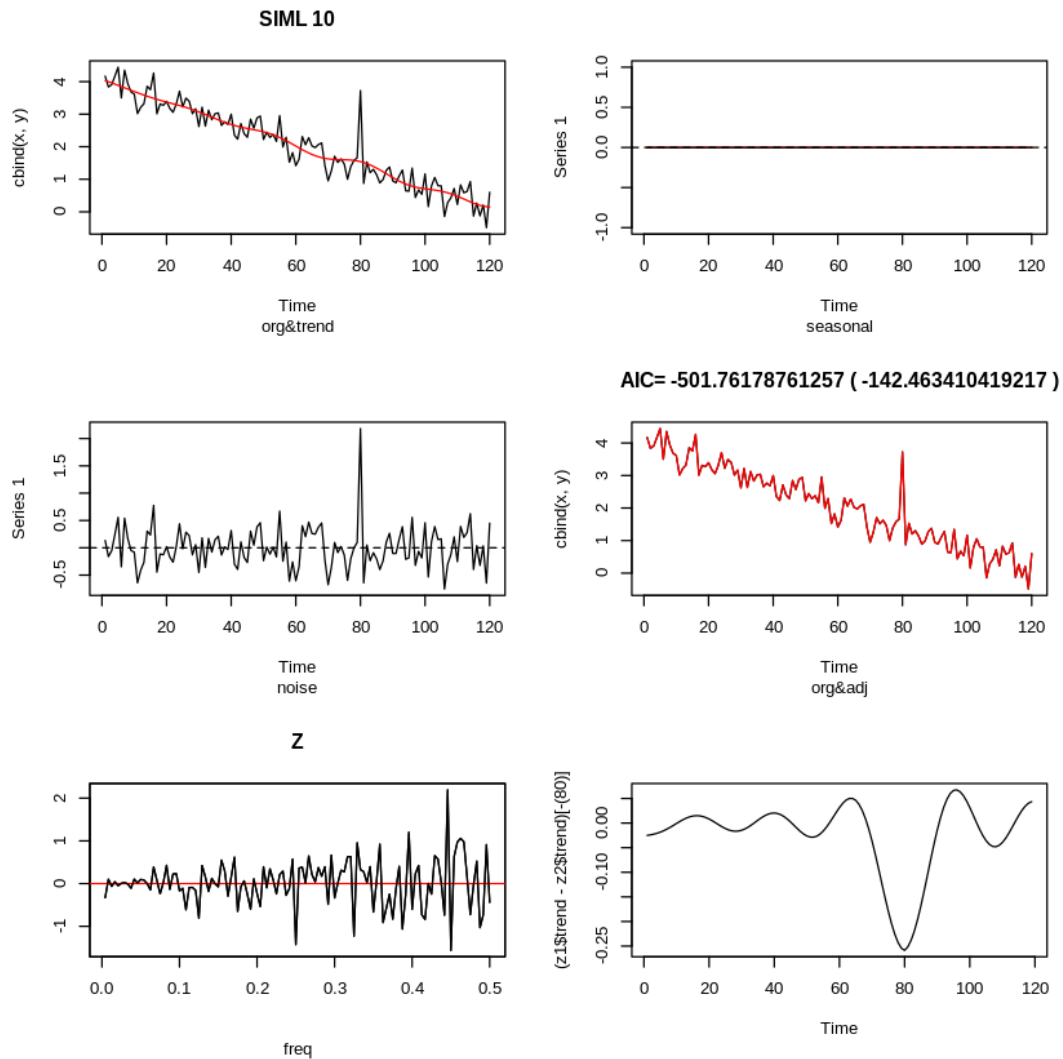 SIML 10
cbind(x, y)
4
3
2
1
0
0 20 40 60 80 100 120
Time
org&trend
Series 1
1.0
0.5
0.0
-1.0
0 20 40 60 80 100 120
Time
seasonal
Series 1
1.5
0.5
-0.5
0 20 40 60 80 100 120
Time
noise
AIC= -501.76178761257 ( -142.463410419217 )
cbind(x, y)
4
3
2
1
0
0 20 40 60 80 100 120
Time
org&adj
Z
2
1
0
-1
0.0 0.1 0.2 0.3 0.4 0.5
freq
(z1$trend - z2$trend)[-(80)]
0.00
-0.10
-0.25
0 20 40 60 80 100 120
Time